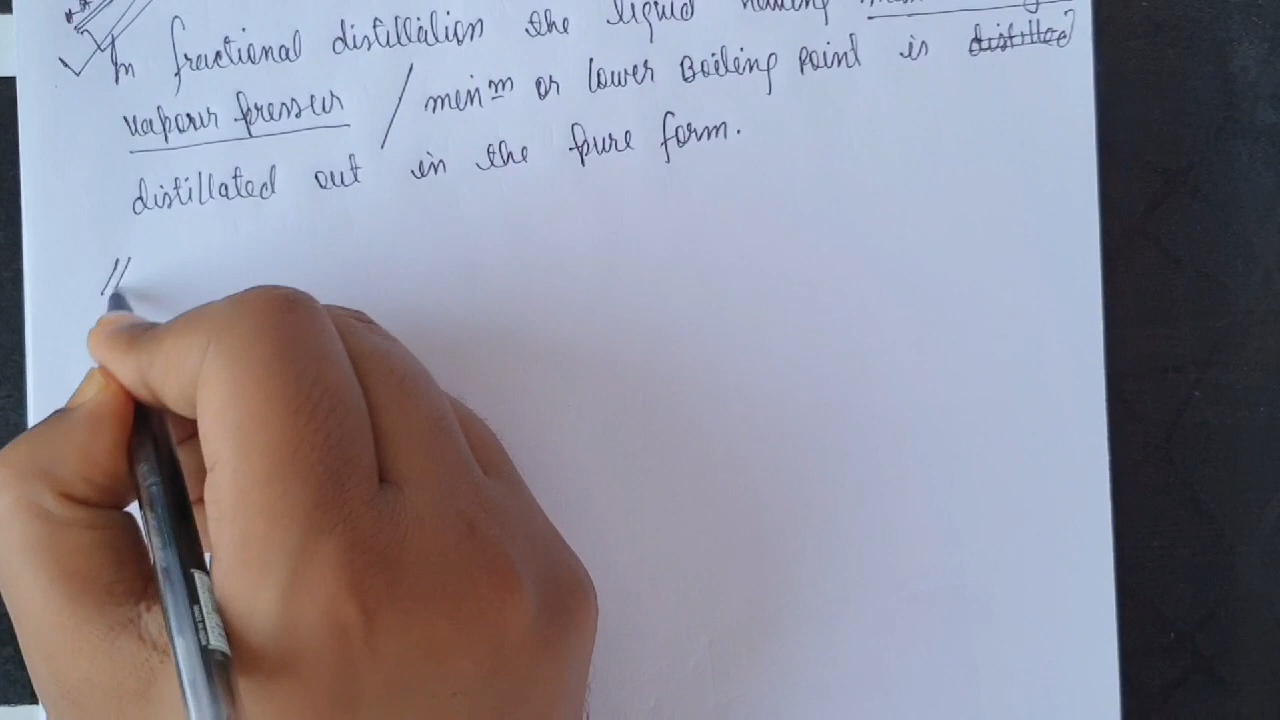 In fractional distillation the liquid having
vapour pressur / minm or lower Boiling point is distilled
distillated out in the pure form.
//